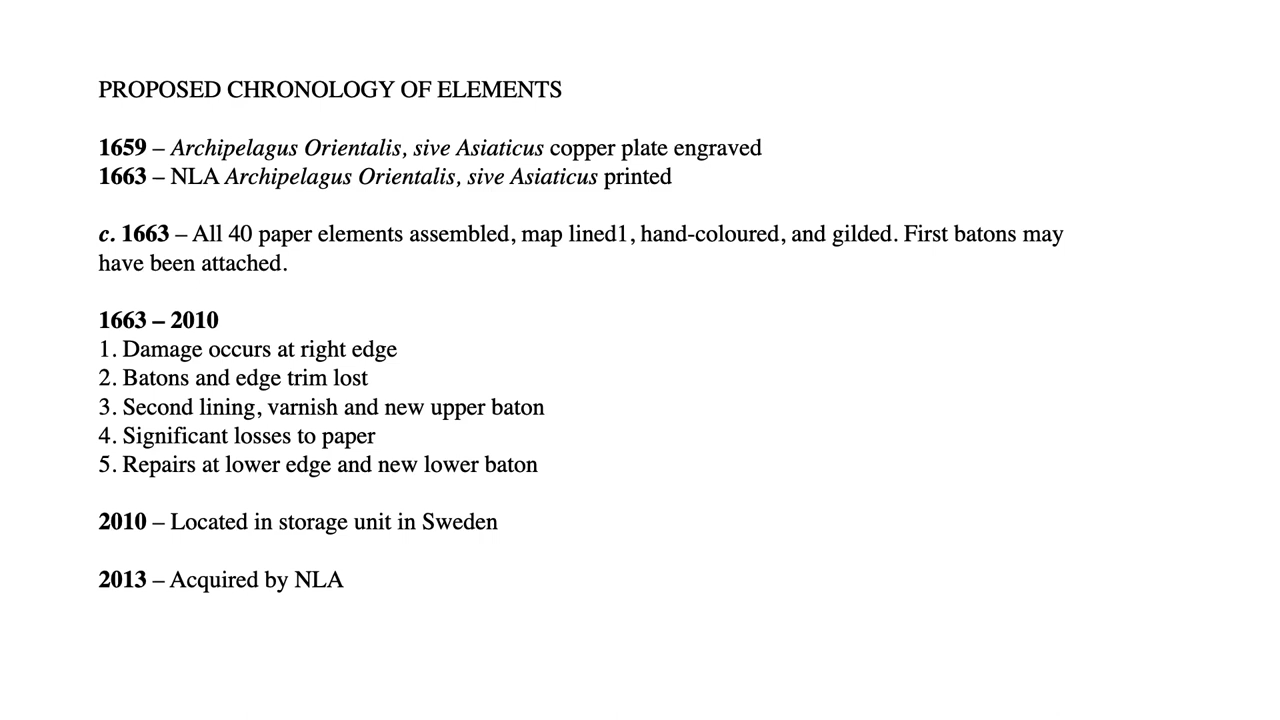 PROPOSED CHRONOLOGY OF ELEMENTS
1659 – Archipelagus Orientalis, sive Asiaticus copper plate engraved
1663 – NLA Archipelagus Orientalis, sive Asiaticus printed
c. 1663 – All 40 paper elements assembled, map lined1, hand-coloured, and gilded. First batons may
have been attached.
1663 – 2010
1. Damage occurs at right edge
2. Batons and edge trim lost
3. Second lining, varnish and new upper baton
4. Significant losses to paper
5. Repairs at lower edge and new lower baton
2010 – Located in storage unit in Sweden
2013 – Acquired by NLA